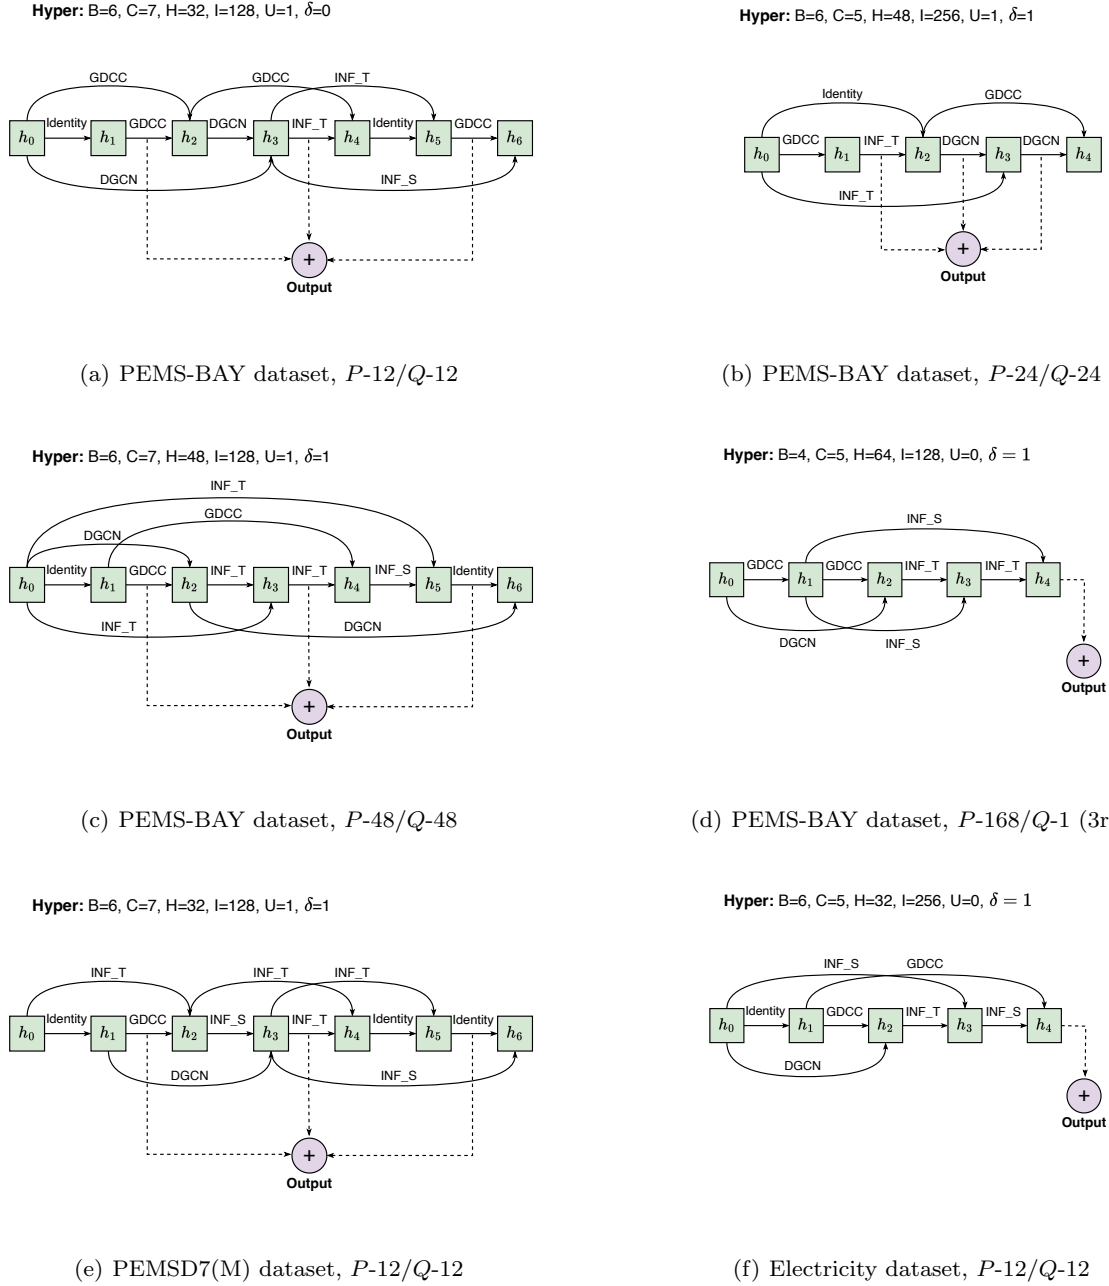 Hyper: B=6, C=7, H=32, I=128, U=1, δ=0
GDCC GDCC INF_T
Identity GDCC DGCN INF_T Identity GDCC
h0 h1 h2 h3 h4 h5 h6
DGCN INF_S
+
Output
(a) PEMS-BAY dataset, P-12/Q-12
Hyper: B=6, C=5, H=48, I=256, U=1, δ=1
Identity GDCC
GDCC INF_T DGCN DGCN
h0 h1 h2 h3 h4
INF_T
+
Output
(b) PEMS-BAY dataset, P-24/Q-24
Hyper: B=6, C=7, H=48, I=128, U=1, δ=1
INF_T
GDCC
DGCN
Identity GDCC INF_T INF_T INF_S Identity
h0 h1 h2 h3 h4 h5 h6
INF_T DGCN
+
Output
(c) PEMS-BAY dataset, P-48/Q-48
Hyper: B=4, C=5, H=64, I=128, U=0, δ = 1
INF_S
GDCC GDCC INF_T INF_T
h0 h1 h2 h3 h4
DGCN INF_S
+
Output
(d) PEMS-BAY dataset, P-168/Q-1 (3r
Hyper: B=6, C=7, H=32, I=128, U=1, δ=1
INF_T INF_T INF_T
Identity GDCC INF_S INF_T Identity Identity
h0 h1 h2 h3 h4 h5 h6
DGCN INF_S
+
Output
(e) PEMSD7(M) dataset, P-12/Q-12
Hyper: B=6, C=5, H=32, I=256, U=0, δ = 1
INF_S GDCC
Identity GDCC INF_T INF_S
h0 h1 h2 h3 h4
DGCN
+
Output
(f) Electricity dataset, P-12/Q-12